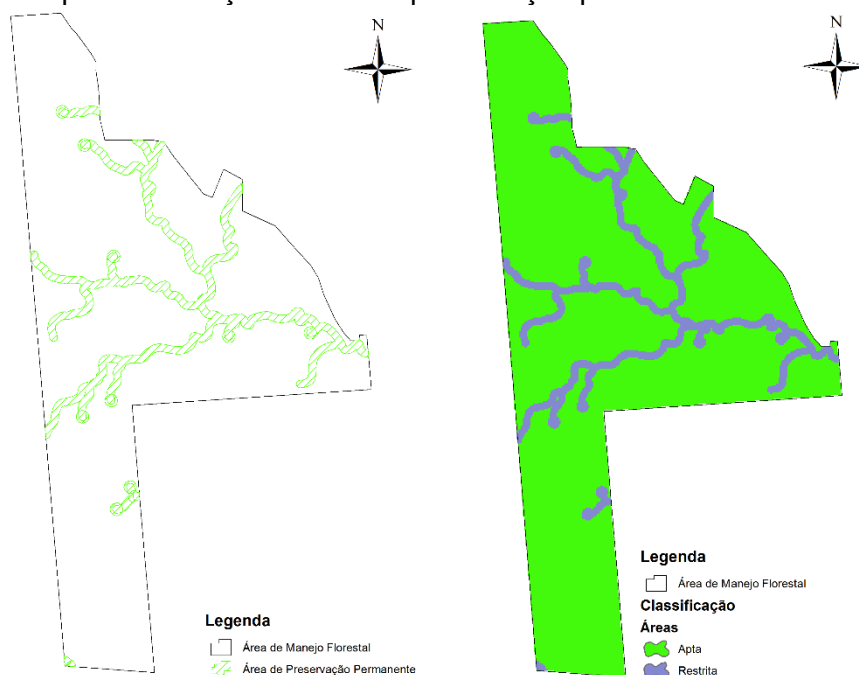 N
N
Legenda
Área de Manejo Florestal
Área de Preservação Permanente
Legenda
Área de Manejo Florestal
Classificação
Áreas
Apta
Restrita